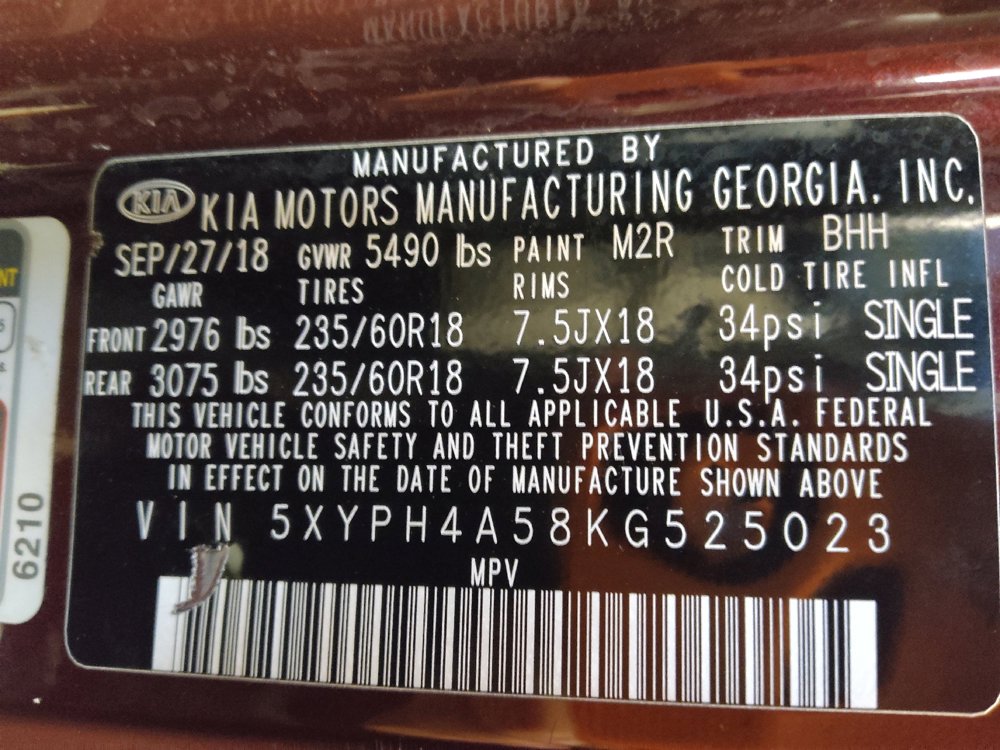 MANUFACTURED BY
KIA KIA MOTORS MANUFACTURING GEORGIA, INC.
SEP/27/18 GVWR 5490 lbs PAINT M2R TRIM BHH
GAWR TIRES RIMS COLD TIRE INFL
FRONT 2976 lbs 235/60R18 7.5JX18 34psi SINGLE
REAR 3075 lbs 235/60R18 7.5JX18 34psi SINGLE
THIS VEHICLE CONFORMS TO ALL APPLICABLE U.S.A. FEDERAL
MOTOR VEHICLE SAFETY AND THEFT PREVENTION STANDARDS
IN EFFECT ON THE DATE OF MANUFACTURE SHOWN ABOVE
VIN 5XYPH4A58KG525023
MPV
6210